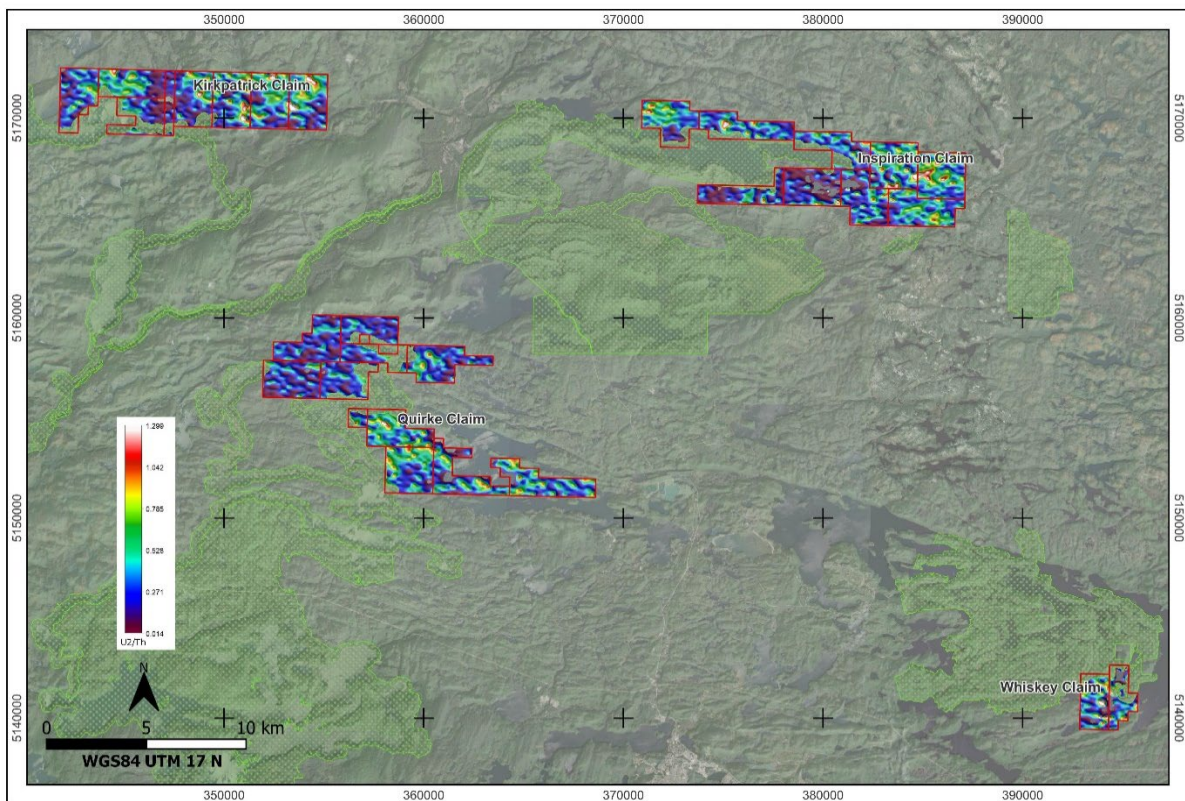 350000 360000 370000 380000 390000
Kirkpatrick Claim
5170000 5170000
Inspiration Claim
5160000 5160000
Quirke Claim
1.299
1.042
0.785
0.528
0.271
0.014
U2/Th
5150000 5150000
N
Whiskey Claim
5140000 5140000
0 5 10 km
WGS84 UTM 17 N
350000 360000 370000 380000 390000